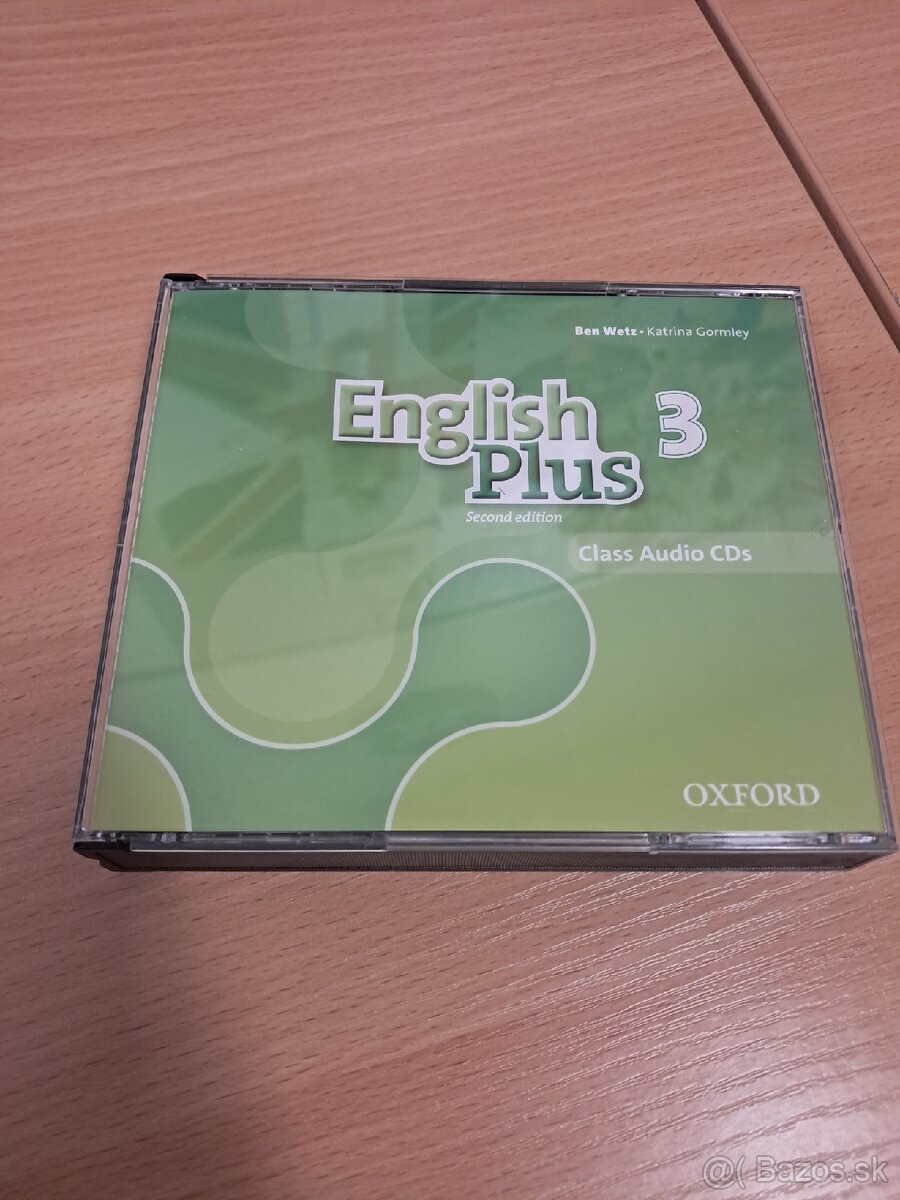 Ben Wetz • Katrina Gormley
English 3
Plus
Second edition
Class Audio CDs
OXFORD
@( Bazos.sk